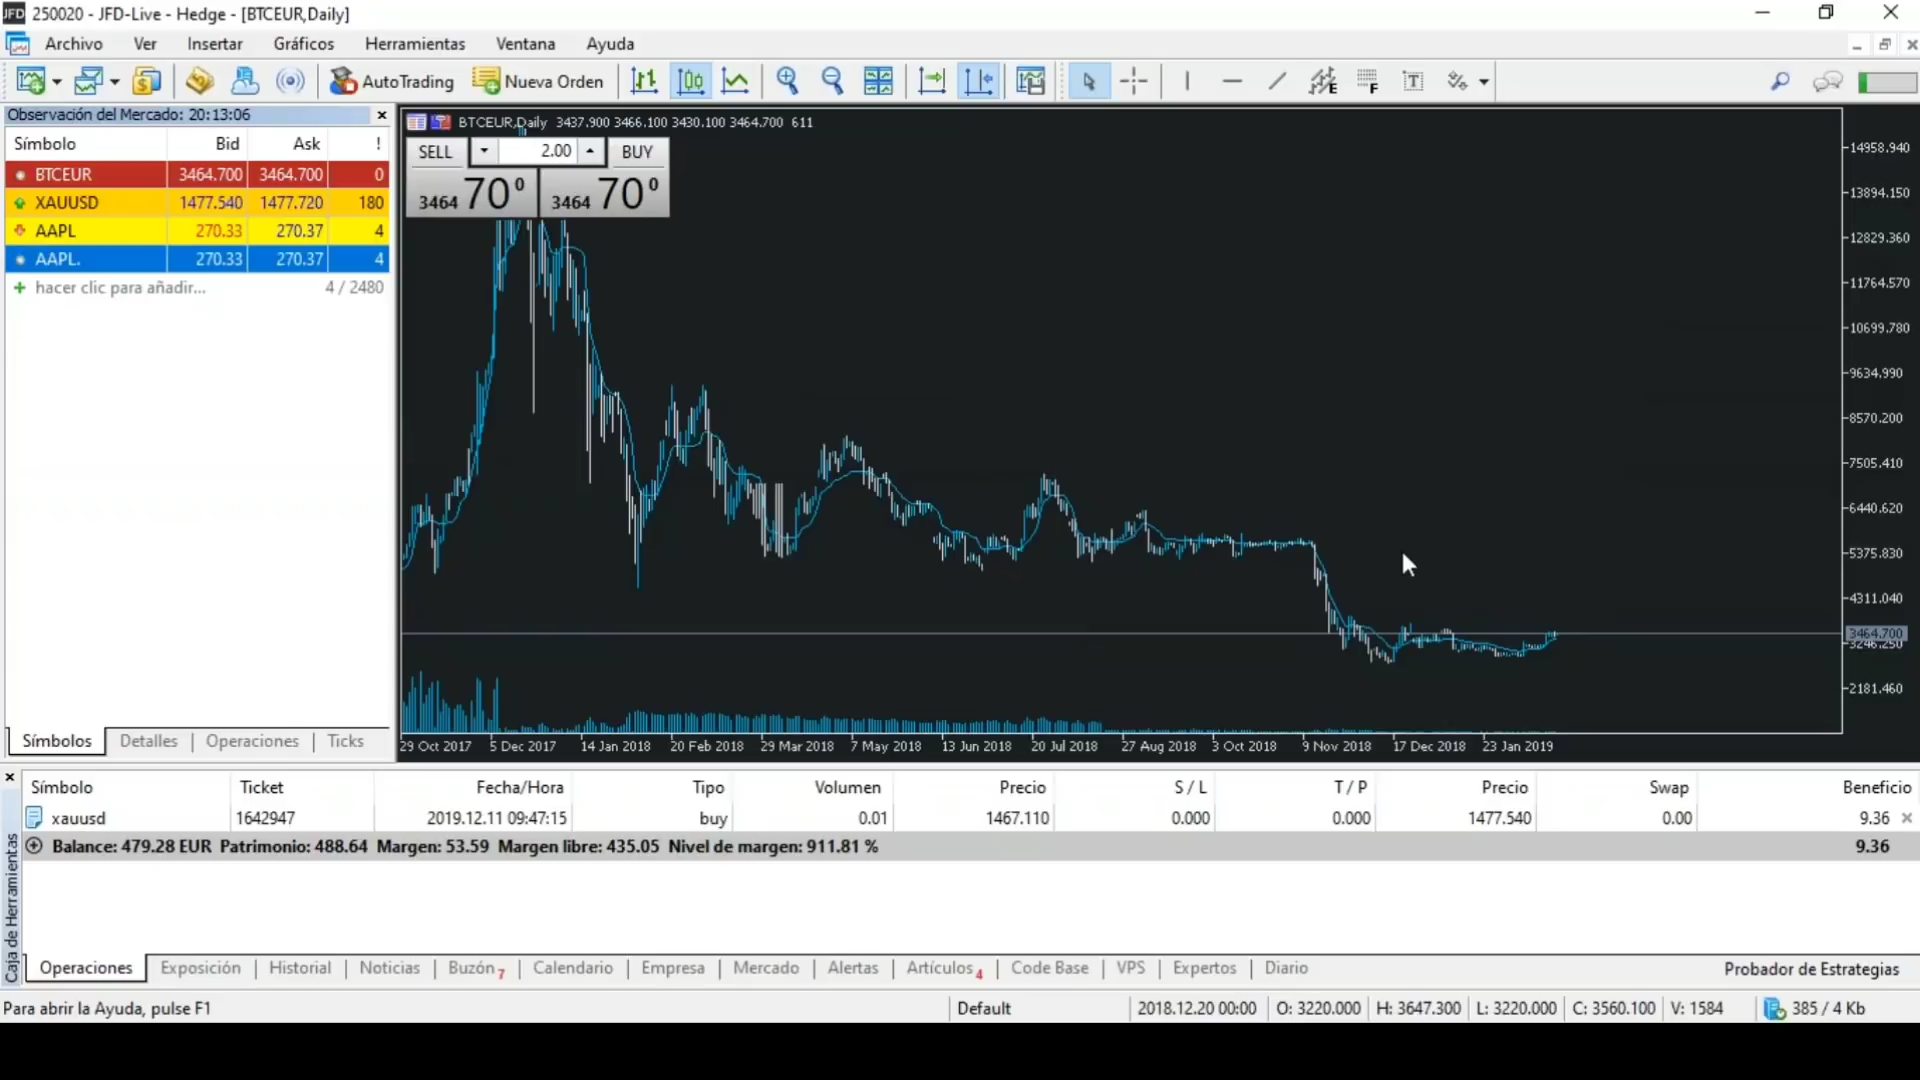 JFD 250020 - JFD-Live - Hedge - [BTCEUR,Daily]
Archivo Ver Insertar Gráficos Herramientas Ventana Ayuda
AutoTrading Nueva Orden E F T
Observación del Mercado: 20:13:06
Símbolo Bid Ask !
BTCEUR 3464.700 3464.700 0
XAUUSD 1477.540 1477.720 180
AAPL 270.33 270.37 4
AAPL. 270.33 270.37 4
hacer clic para añadir... 4 / 2480
Símbolos Detalles Operaciones Ticks
BTCEUR,Daily 3437.900 3466.100 3430.100 3464.700 611
SELL 2.00 BUY
3464 70 0 3464 70 0
14958.940
13894.150
12829.360
11764.570
10699.780
9634.990
8570.200
7505.410
6440.620
5375.830
4311.040
3464.700
3246.250
2181.460
29 Oct 2017 5 Dec 2017 14 Jan 2018 20 Feb 2018 29 Mar 2018 7 May 2018 13 Jun 2018 20 Jul 2018 27 Aug 2018 3 Oct 2018 9 Nov 2018 17 Dec 2018 23 Jan 2019
Caja de Herramientas
Símbolo Ticket Fecha/Hora Tipo Volumen Precio S / L T / P Precio Swap Beneficio
xauusd 1642947 2019.12.11 09:47:15 buy 0.01 1467.110 0.000 0.000 1477.540 0.00 9.36
Balance: 479.28 EUR Patrimonio: 488.64 Margen: 53.59 Margen libre: 435.05 Nivel de margen: 911.81 % 9.36
Operaciones Exposición Historial Noticias Buzón 7 Calendario Empresa Mercado Alertas Artículos 4 Code Base VPS Expertos Diario Probador de Estrategias
Para abrir la Ayuda, pulse F1 Default 2018.12.20 00:00 O: 3220.000 H: 3647.300 L: 3220.000 C: 3560.100 V: 1584 385 / 4 Kb